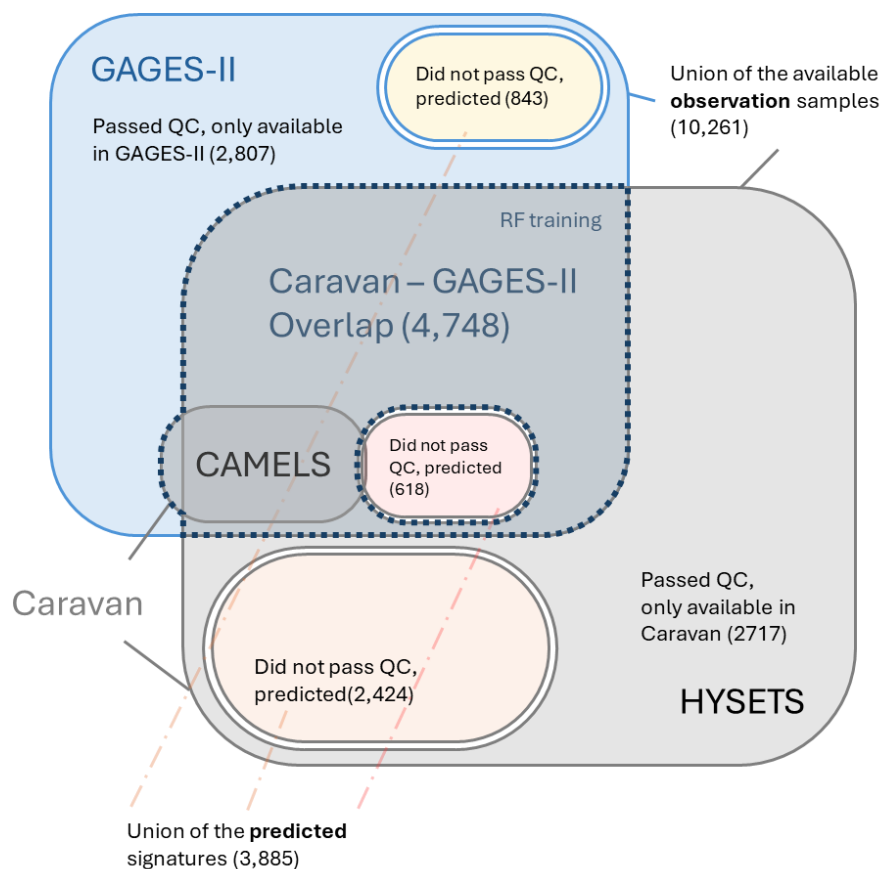 GAGES-II
Passed QC, only available
in GAGES-II (2,807)
Did not pass QC,
predicted (843)
Union of the available
observation samples
(10,261)
RF training
Caravan – GAGES-II
Overlap (4,748)
CAMELS
Did not pass
QC, predicted
(618)
Caravan
Passed QC,
only available in
Caravan (2717)
Did not pass QC,
predicted(2,424)
HYSETS
Union of the predicted
signatures (3,885)